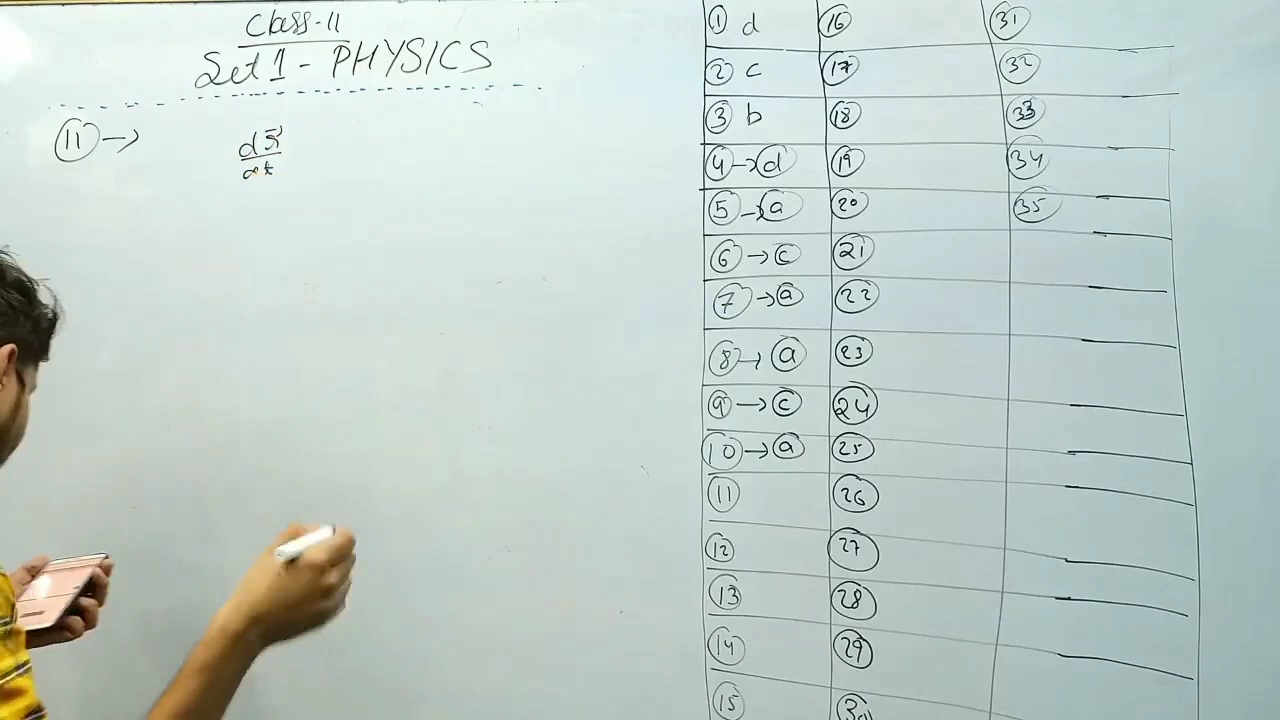 Class-11
Set 1 - PHYSICS
11 →
dr⃗
dt
1 d
2 c
3 b
4 → d
5 → a
6 → c
7 → a
8 → a
9 → c
10 → a
11
12
13
14
15
16
17
18
19
20
21
22
23
24
25
26
27
28
29
30
31
32
33
34
35